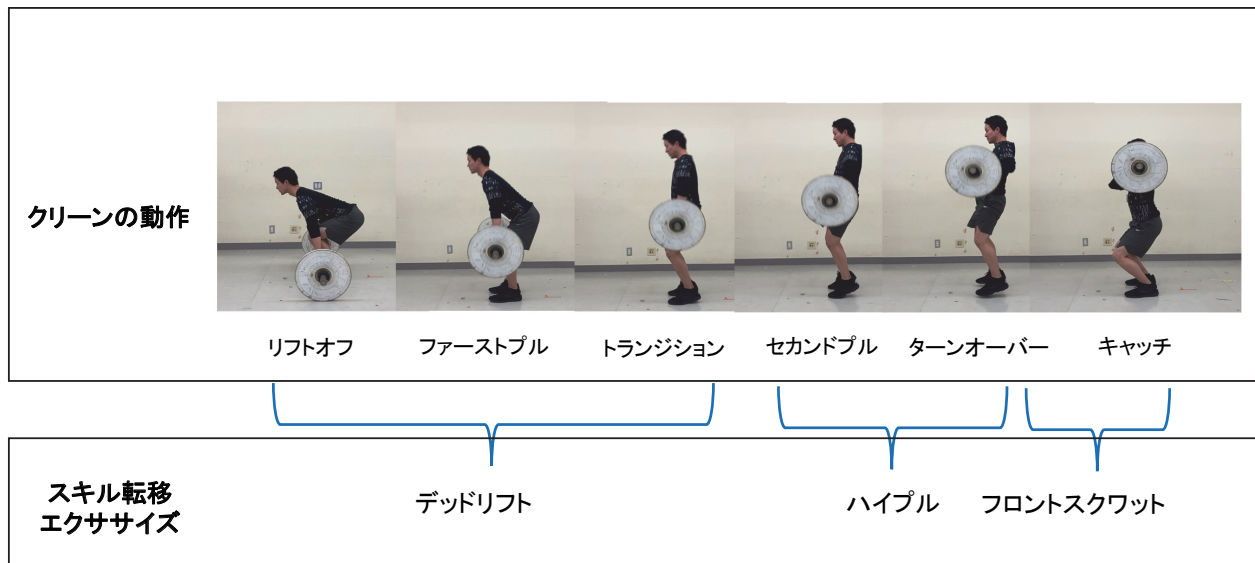 クリーンの動作
リフトオフ
ファーストプル
トランジション
セカンドプル
ターンオーバー
キャッチ
スキル転移
エクササイズ
デッドリフト
ハイプル
フロントスクワット